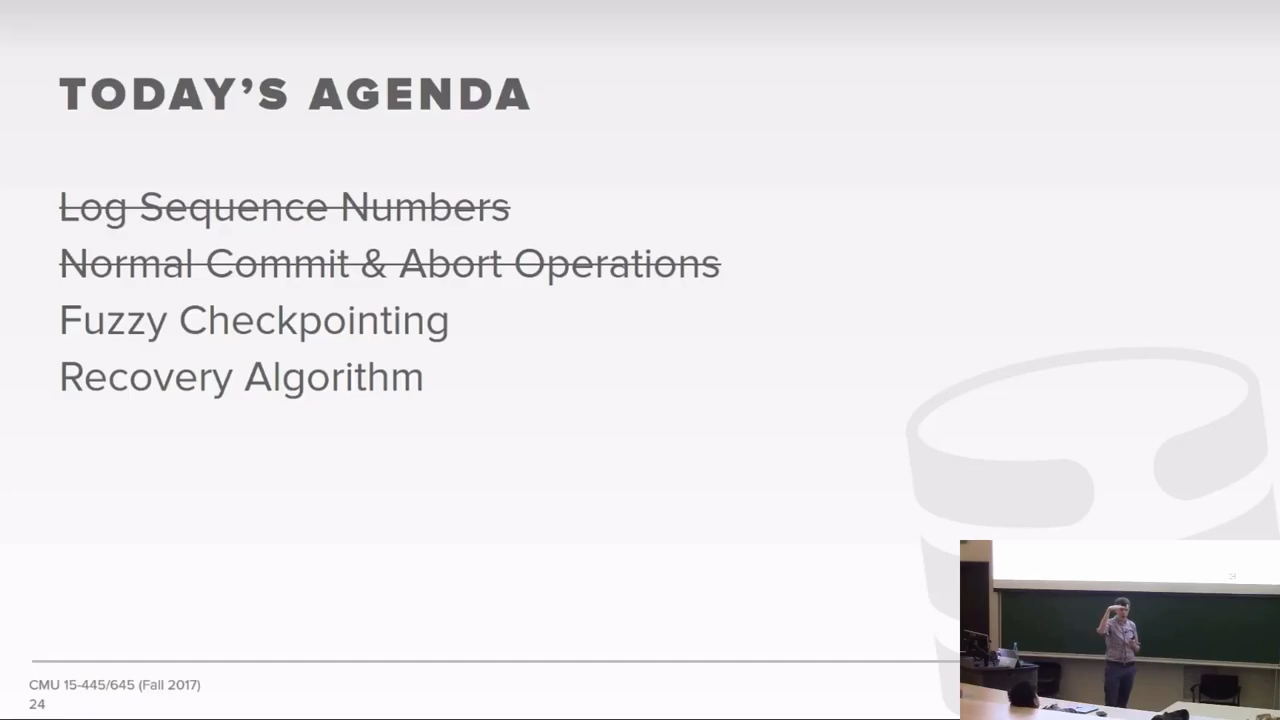 TODAY’S AGENDA
Log Sequence Numbers
Normal Commit & Abort Operations
Fuzzy Checkpointing
Recovery Algorithm
CMU 15-445/645 (Fall 2017)
24